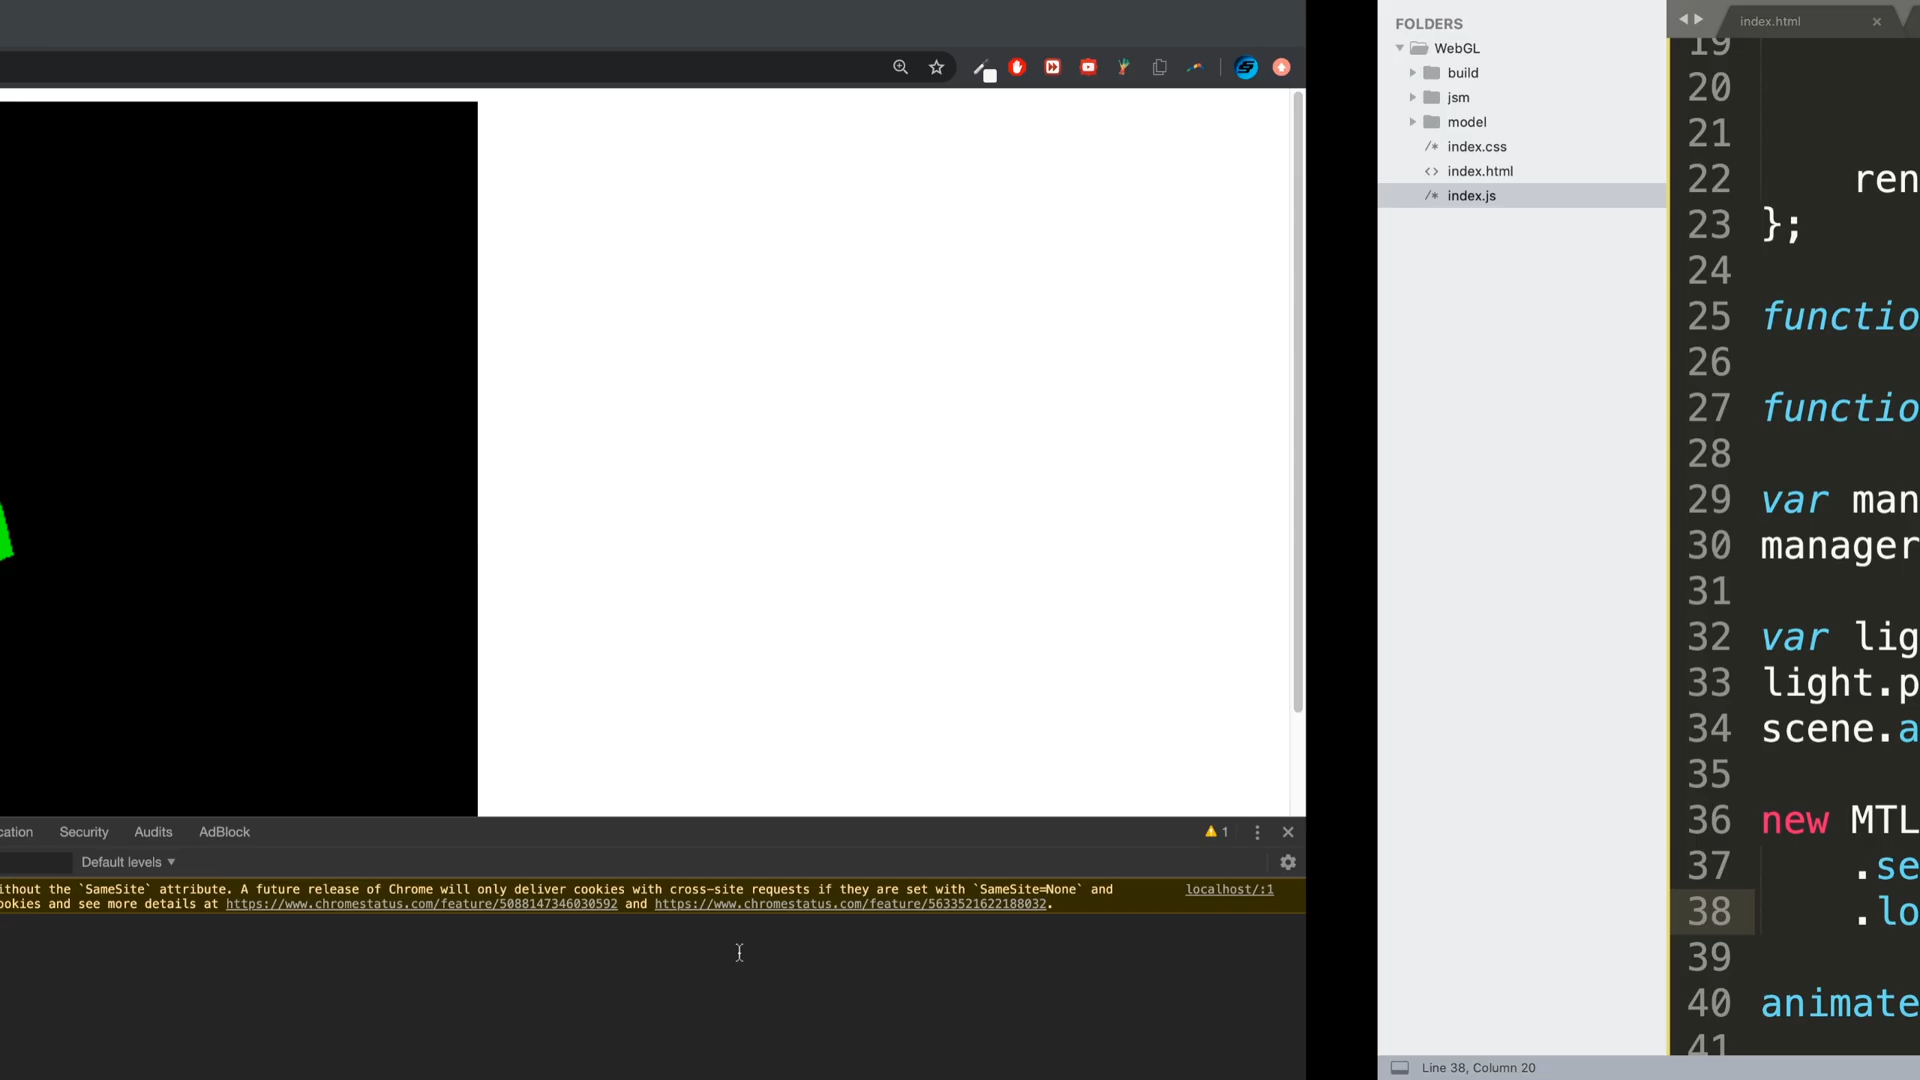 cation Security Audits AdBlock
1
Default levels ▼
ithout the `SameSite` attribute. A future release of Chrome will only deliver cookies with cross-site requests if they are set with `SameSite=None` and localhost/:1
ookies and see more details at https://www.chromestatus.com/feature/5088147346030592 and https://www.chromestatus.com/feature/5633521622188032.
FOLDERS
WebGL
build
jsm
model
/* index.css
<> index.html
/* index.js
index.html ×
19
20
21
22 ren
23 };
24
25 functio
26
27 functio
28
29 var man
30 manager
31
32 var lig
33 light.p
34 scene.a
35
36 new MTL
37 .se
38 .lo
39
40 animate
41
Line 38, Column 20